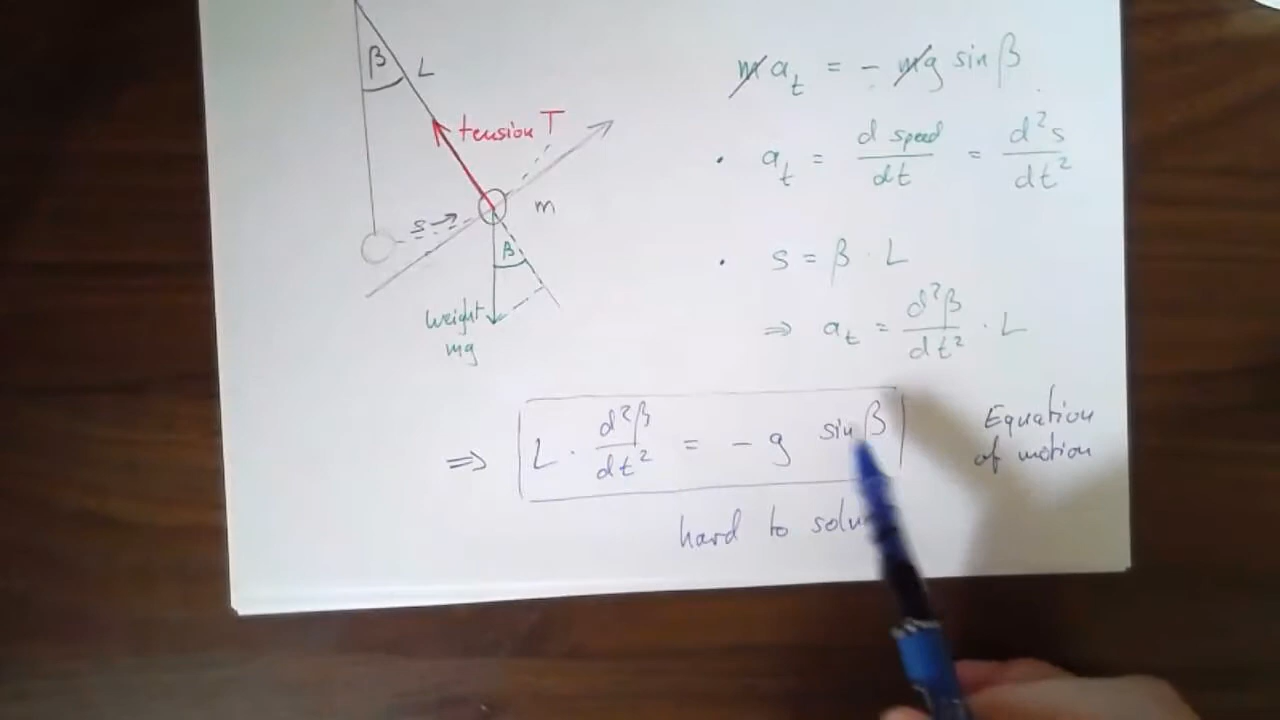 β
L
tension T
s →
m
β
weight
mg
m a_t = - mg sin β
· a_t = d speed / dt = d²s / dt²
· s = β · L
⇒ a_t = d²β / dt² · L
⇒ L · d²β / dt² = - g sin β
Equation
of motion
hard to